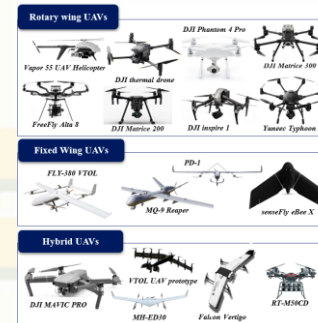 Rotary wing UAVs
DJI Phantom 4 Pro
Vapor 55 UAV Helicopter
DJI thermal drone
DJI Matrice 300
FreeFly Alta 8
DJI Matrice 200
DJI inspire 1
Yuneec Typhoon
Fixed Wing UAVs
FLY-380 VTOL
PD-1
MQ-9 Reaper
senseFly eBee X
Hybrid UAVs
DJI MAVIC PRO
VTOL UAV prototype
MH-ED30
Falcon Vertigo
RT-M50CD